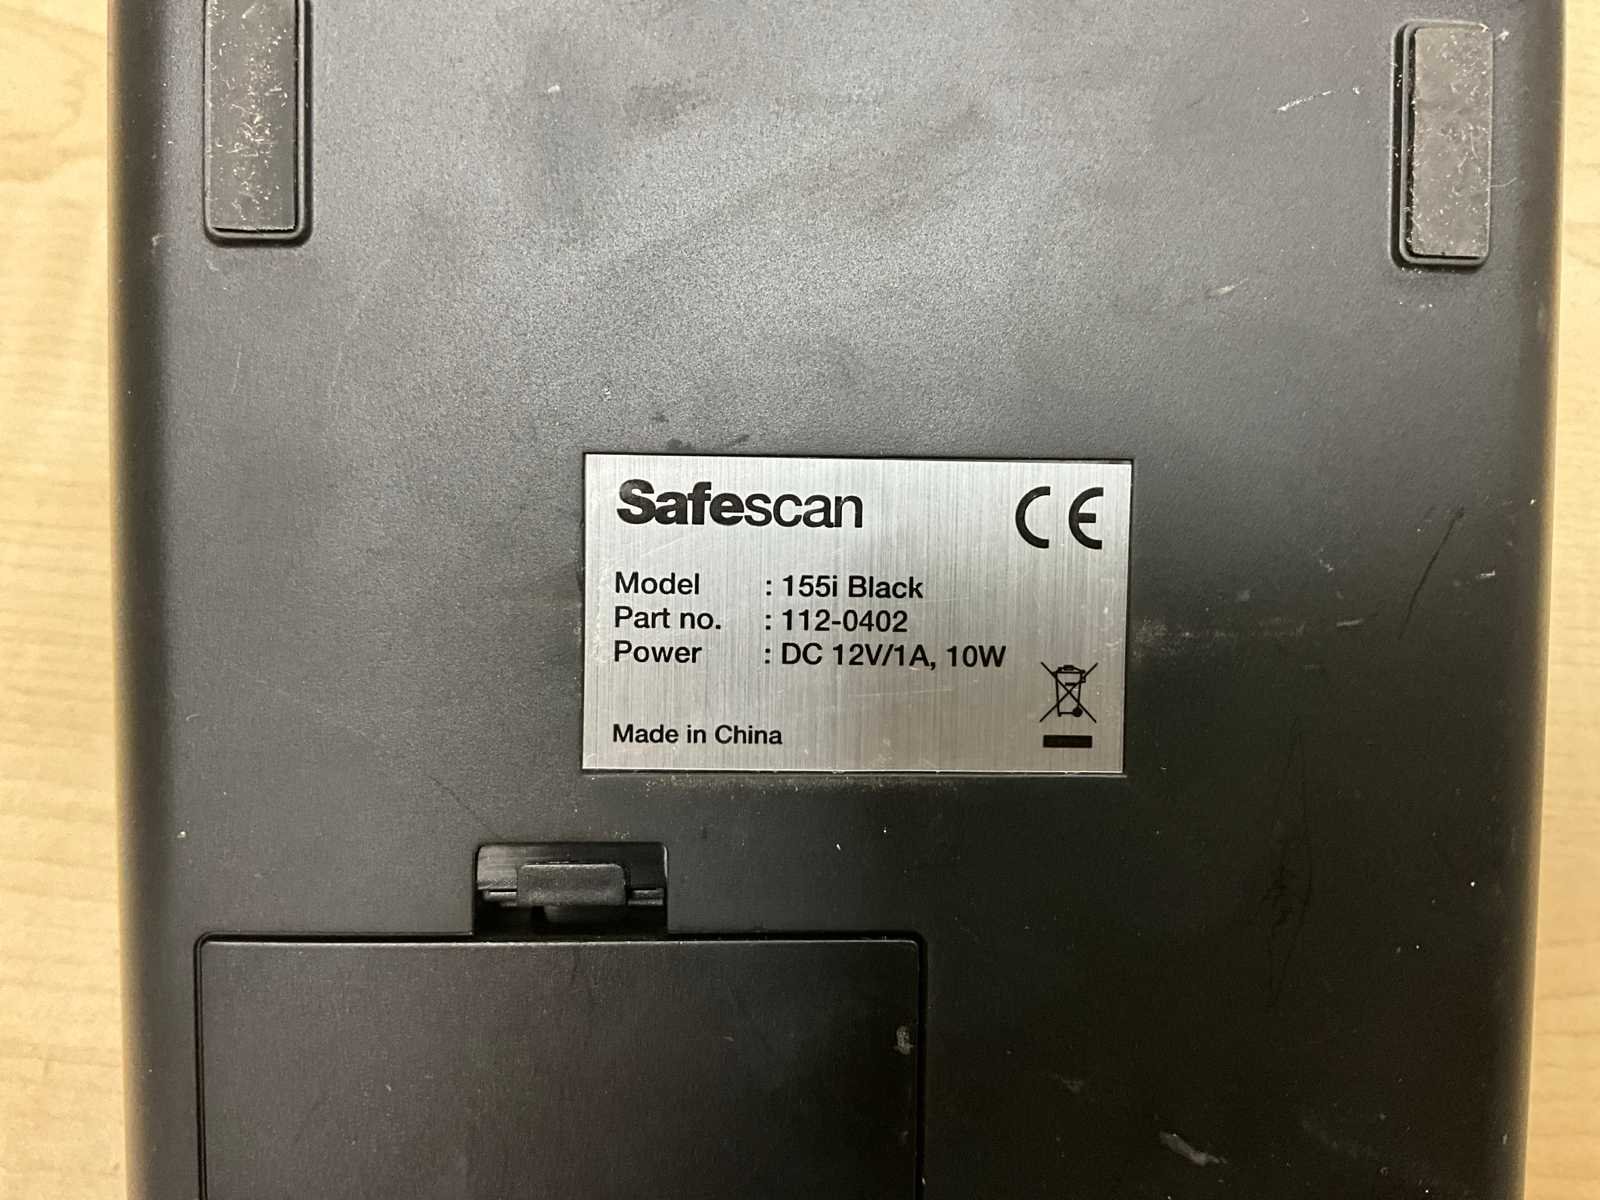 Safescan CE
Model : 155i Black
Part no. : 112-0402
Power : DC 12V/1A, 10W
Made in China